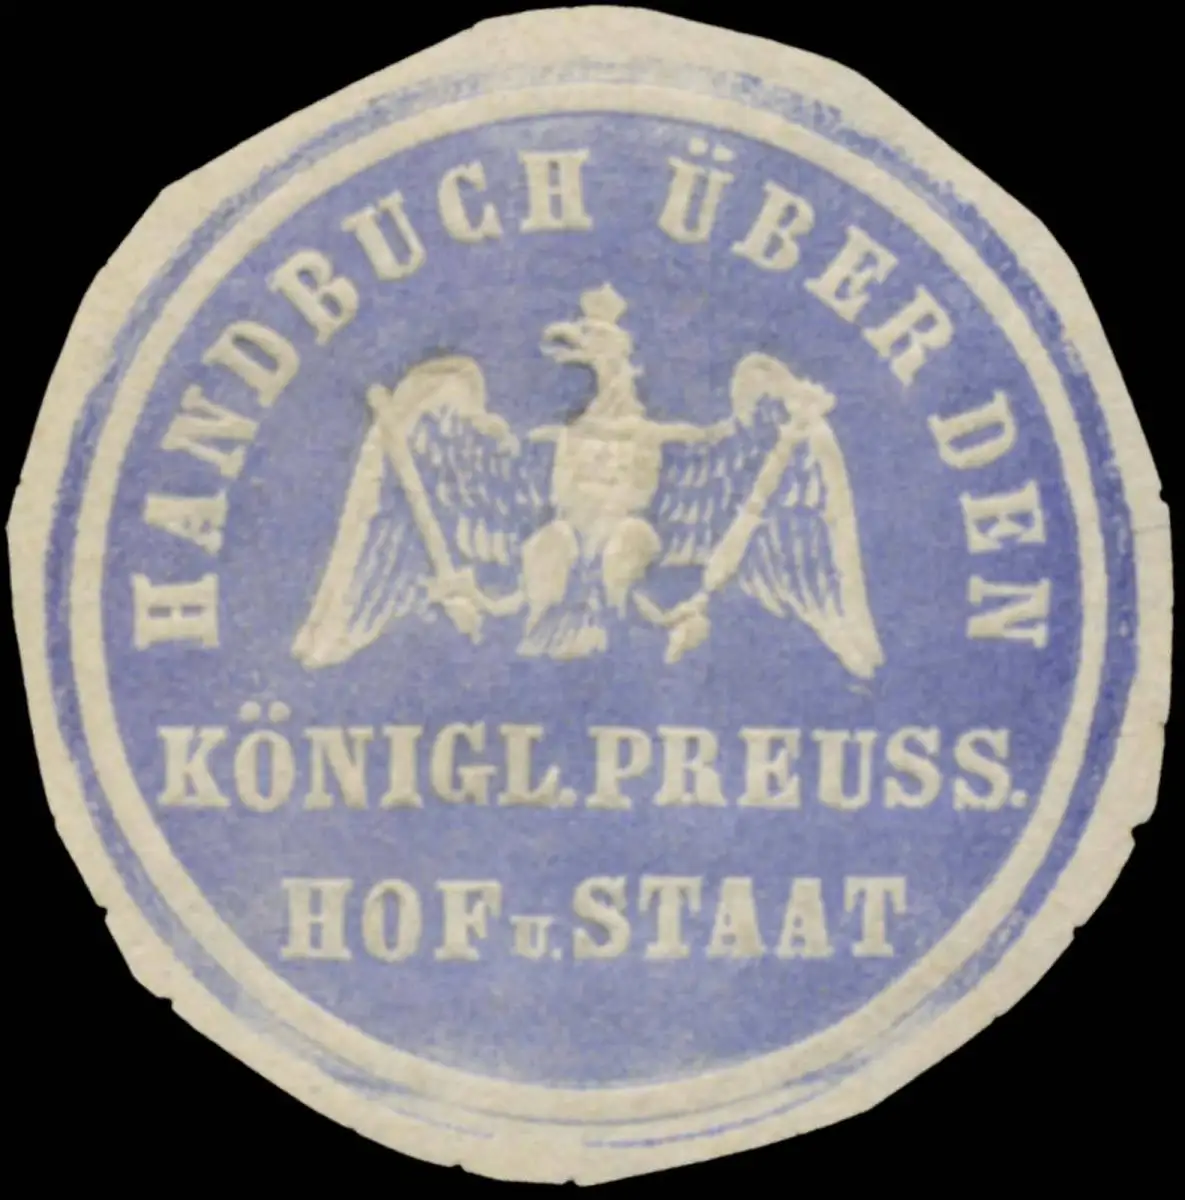 HANDBUCH ÜBER DEN
KÖNIGL. PREUSS.
HOF U. STAAT